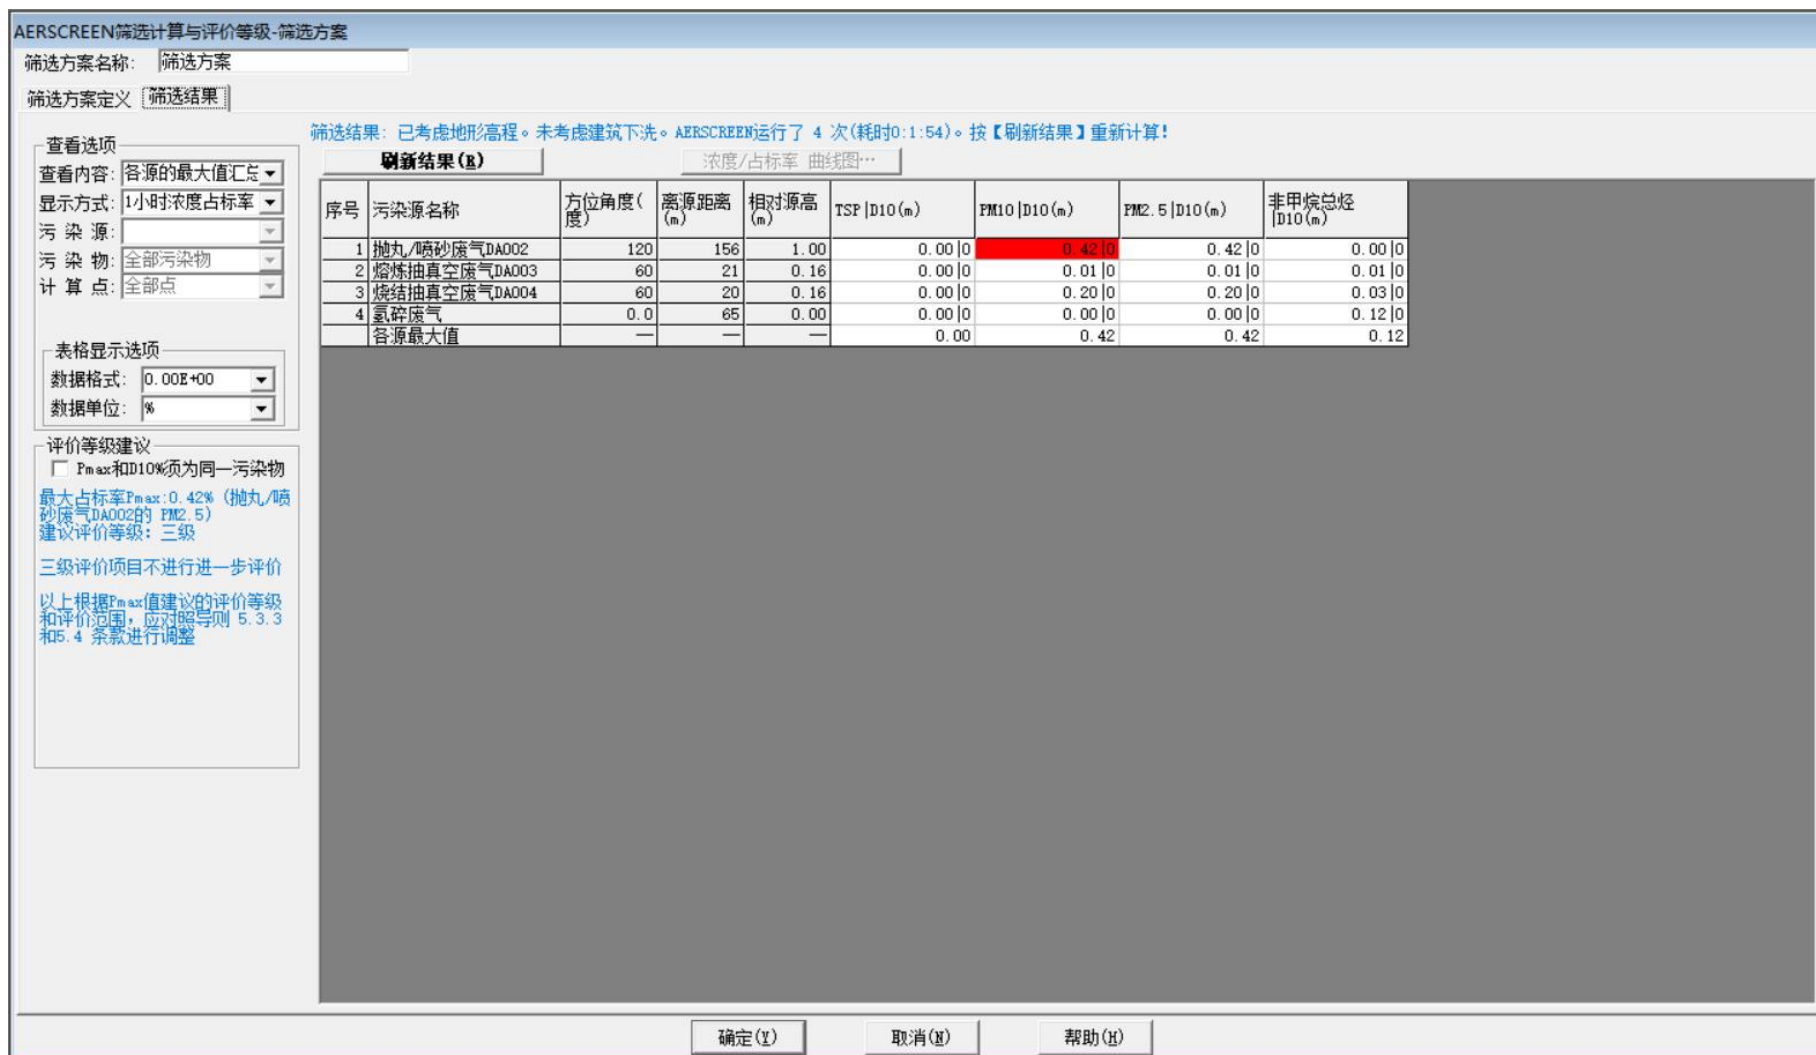 AERSCREEN筛选计算与评价等级-筛选方案
筛选方案名称: 筛选方案
筛选方案定义 筛选结果
查看选项
查看内容: 各源的最大值汇总
显示方式: 1小时浓度占标率
污 染 源:
污 染 物: 全部污染物
计 算 点: 全部点
表格显示选项
数据格式: 0.00E+00
数据单位: %
评价等级建议
Pmax和D10%须为同一污染物
最大占标率Pmax:0.42% (抛丸/喷
砂废气DA002的 PM2.5)
建议评价等级: 三级
三级评价项目不进行进一步评价
以上根据Pmax值建议的评价等级
和评价范围,应对照导则 5.3.3
和5.4 条款进行调整
筛选结果: 已考虑地形高程。未考虑建筑下洗。AERSCREEN运行了 4 次(耗时0:1:54)。按【刷新结果】重新计算!
刷新结果(R) 浓度/占标率 曲线图…
序号 污染源名称 方位角度(度) 离源距离(m) 相对源高(m) TSP|D10(m) PM10|D10(m) PM2.5|D10(m) 非甲烷总烃|D10(m)
1 抛丸/喷砂废气DA002 120 156 1.00 0.00|0 0.42|0 0.42|0 0.00|0
2 熔炼抽真空废气DA003 60 21 0.16 0.00|0 0.01|0 0.01|0 0.01|0
3 烧结抽真空废气DA004 60 20 0.16 0.00|0 0.20|0 0.20|0 0.03|0
4 氢碎废气 0.0 65 0.00 0.00|0 0.00|0 0.00|0 0.12|0
各源最大值 — — — 0.00 0.42 0.42 0.12
确定(Y) 取消(N) 帮助(H)